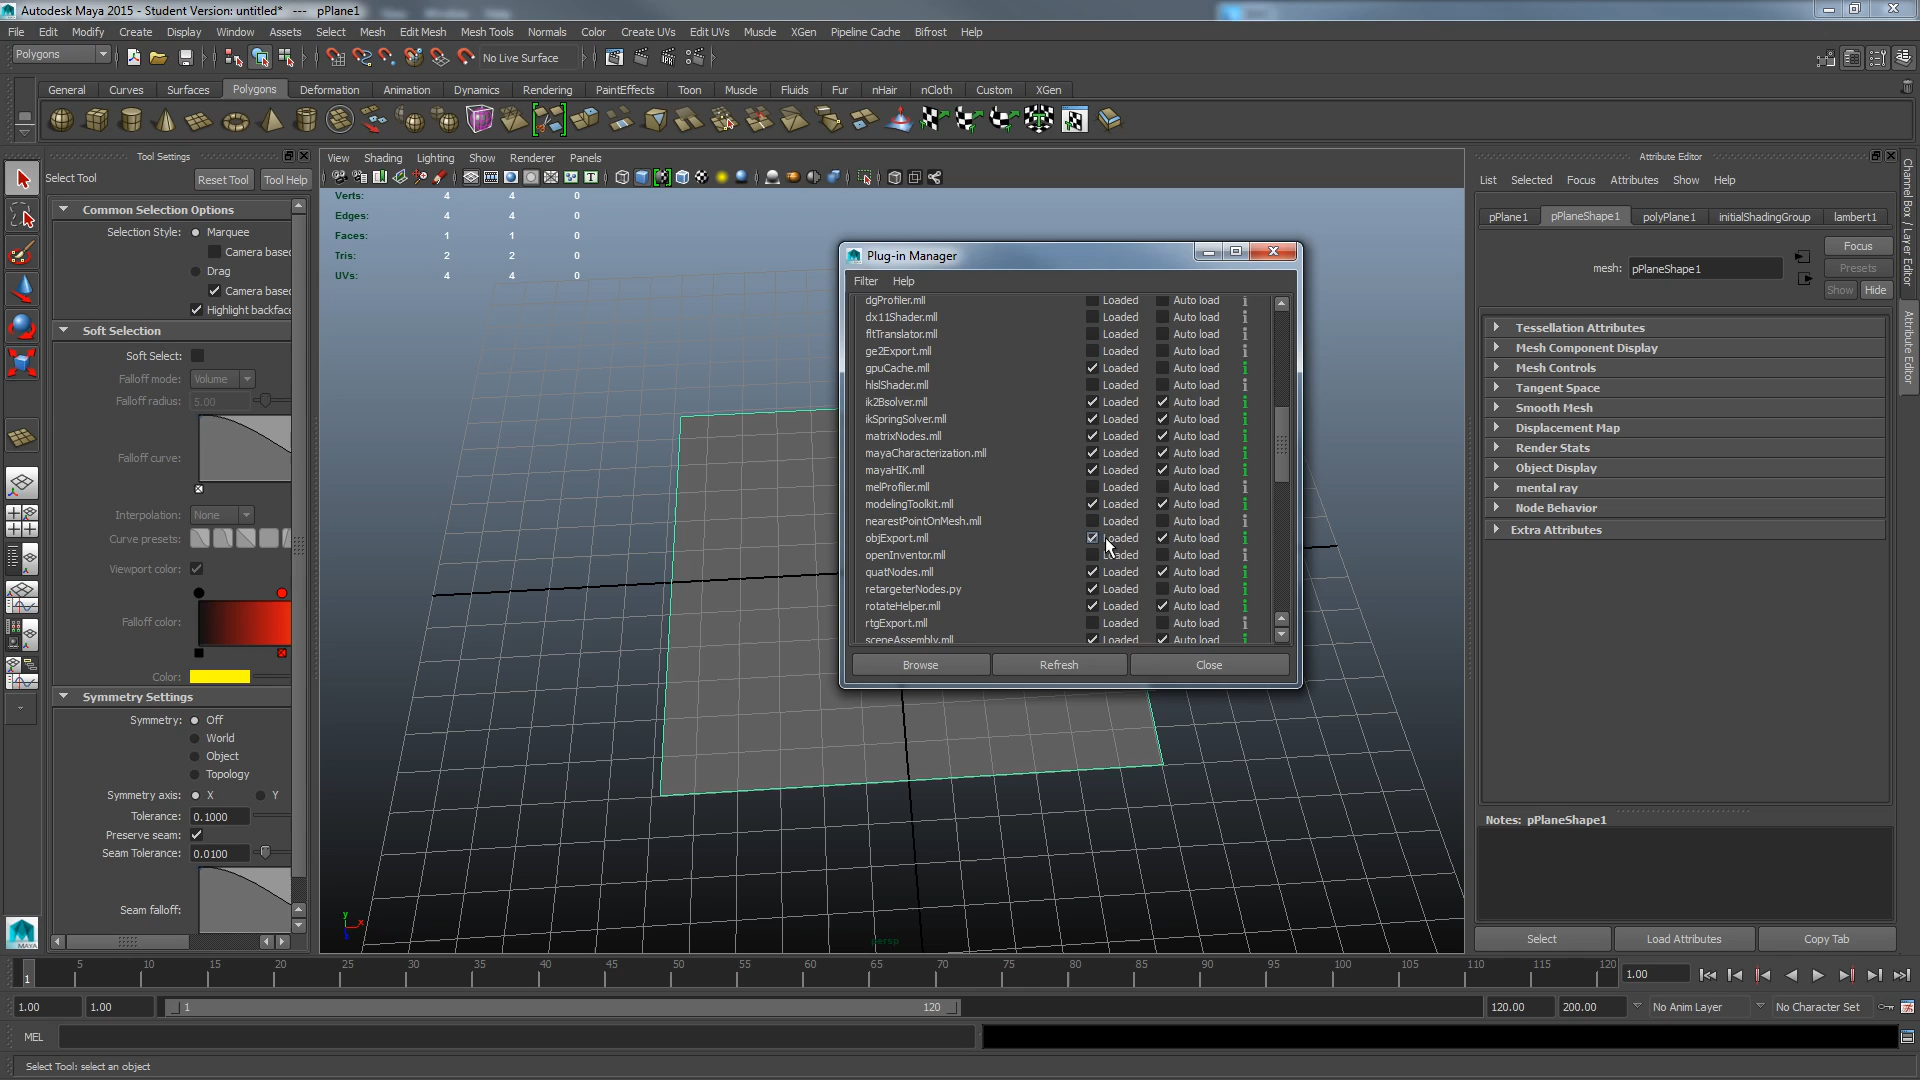 Autodesk Maya 2015 - Student Version: untitled* --- pPlane1
File Edit Modify Create Display Window Assets Select Mesh Edit Mesh Mesh Tools Normals Color Create UVs Edit UVs Muscle XGen Pipeline Cache Bifrost Help
Polygons No Live Surface
General Curves Surfaces Polygons Deformation Animation Dynamics Rendering PaintEffects Toon Muscle Fluids Fur nHair nCloth Custom XGen
Tool Settings
Select Tool Reset Tool Tool Help
Common Selection Options
Selection Style: Marquee
Camera based
Drag
Camera based
Highlight backface
Soft Selection
Soft Select:
Falloff mode: Volume
Falloff radius: 5.00
Falloff curve:
Interpolation: None
Curve presets:
Viewport color:
Falloff color:
Color:
Symmetry Settings
Symmetry: Off
World
Object
Topology
Symmetry axis: X Y
Tolerance: 0.1000
Preserve seam:
Seam Tolerance: 0.0100
Seam falloff:
MAYA
View Shading Lighting Show Renderer Panels
Verts: 4 4 0
Edges: 4 4 0
Faces: 1 1 0
Tris: 2 2 0
UVs: 4 4 0
y x
persp
Plug-in Manager
Filter Help
dgProfiler.mll Loaded Auto load i
dx11Shader.mll Loaded Auto load i
fltTranslator.mll Loaded Auto load i
ge2Export.mll Loaded Auto load i
gpuCache.mll Loaded Auto load i
hlslShader.mll Loaded Auto load i
ik2Bsolver.mll Loaded Auto load i
ikSpringSolver.mll Loaded Auto load i
matrixNodes.mll Loaded Auto load i
mayaCharacterization.mll Loaded Auto load i
mayaHIK.mll Loaded Auto load i
melProfiler.mll Loaded Auto load i
modelingToolkit.mll Loaded Auto load i
nearestPointOnMesh.mll Loaded Auto load i
objExport.mll Loaded Auto load i
openInventor.mll Loaded Auto load i
quatNodes.mll Loaded Auto load i
retargeterNodes.py Loaded Auto load i
rotateHelper.mll Loaded Auto load i
rtgExport.mll Loaded Auto load i
sceneAssembly.mll Loaded Auto load i
Browse Refresh Close
Attribute Editor
List Selected Focus Attributes Show Help
pPlane1 pPlaneShape1 polyPlane1 initialShadingGroup lambert1
mesh: pPlaneShape1
Focus
Presets
Show Hide
Tessellation Attributes
Mesh Component Display
Mesh Controls
Tangent Space
Smooth Mesh
Displacement Map
Render Stats
Object Display
mental ray
Node Behavior
Extra Attributes
Notes: pPlaneShape1
Select Load Attributes Copy Tab
Channel Box / Layer Editor
Attribute Editor
1 5 10 15 20 25 30 35 40 45 50 55 60 65 70 75 80 85 90 95 100 105 110 115 120 1.00
1.00 1.00 1 120 120.00 200.00 No Anim Layer No Character Set
MEL
Select Tool: select an object